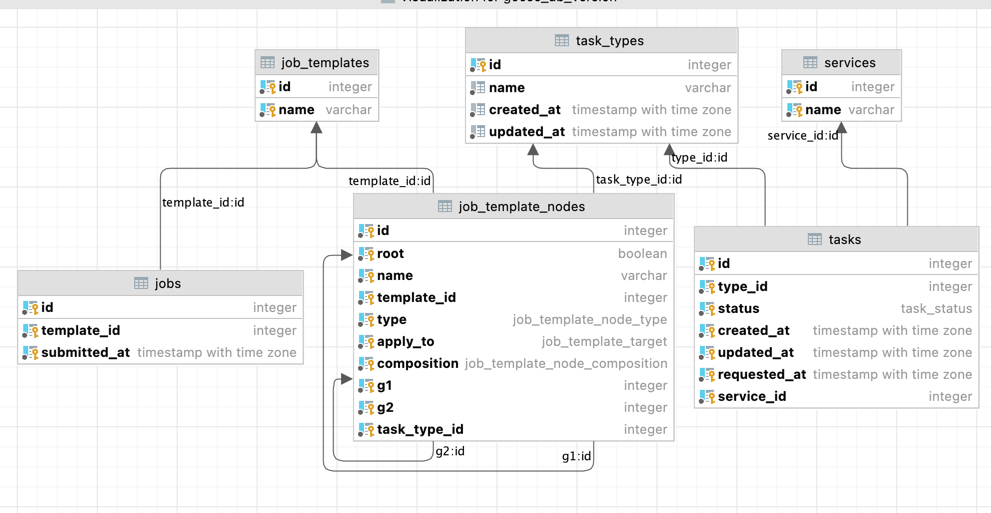 job_templates
id integer
name varchar
task_types
id integer
name varchar
created_at timestamp with time zone
updated_at timestamp with time zone
services
id integer
name varchar
service_id:id
type_id:id
template_id:id
task_type_id:id
template_id:id
job_template_nodes
id integer
root boolean
name varchar
template_id integer
type job_template_node_type
apply_to job_template_target
composition job_template_node_composition
g1 integer
g2 integer
task_type_id integer
g2:id
g1:id
jobs
id integer
template_id integer
submitted_at timestamp with time zone
tasks
id integer
type_id integer
status task_status
created_at timestamp with time zone
updated_at timestamp with time zone
requested_at timestamp with time zone
service_id integer